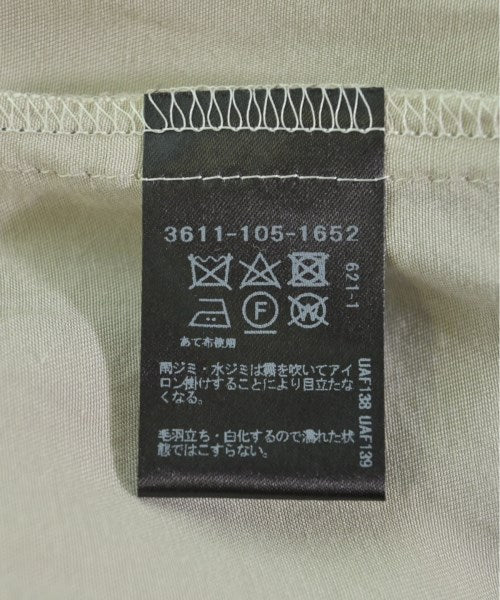 3611-105-1652
621-1
F
W
あて布使用
雨ジミ・水ジミは霧を吹いてアイ
ロン掛けすることにより目立たな
くなる。
毛羽立ち・白化するので濡れた状
態ではこすらない。
UAF138 UAF139